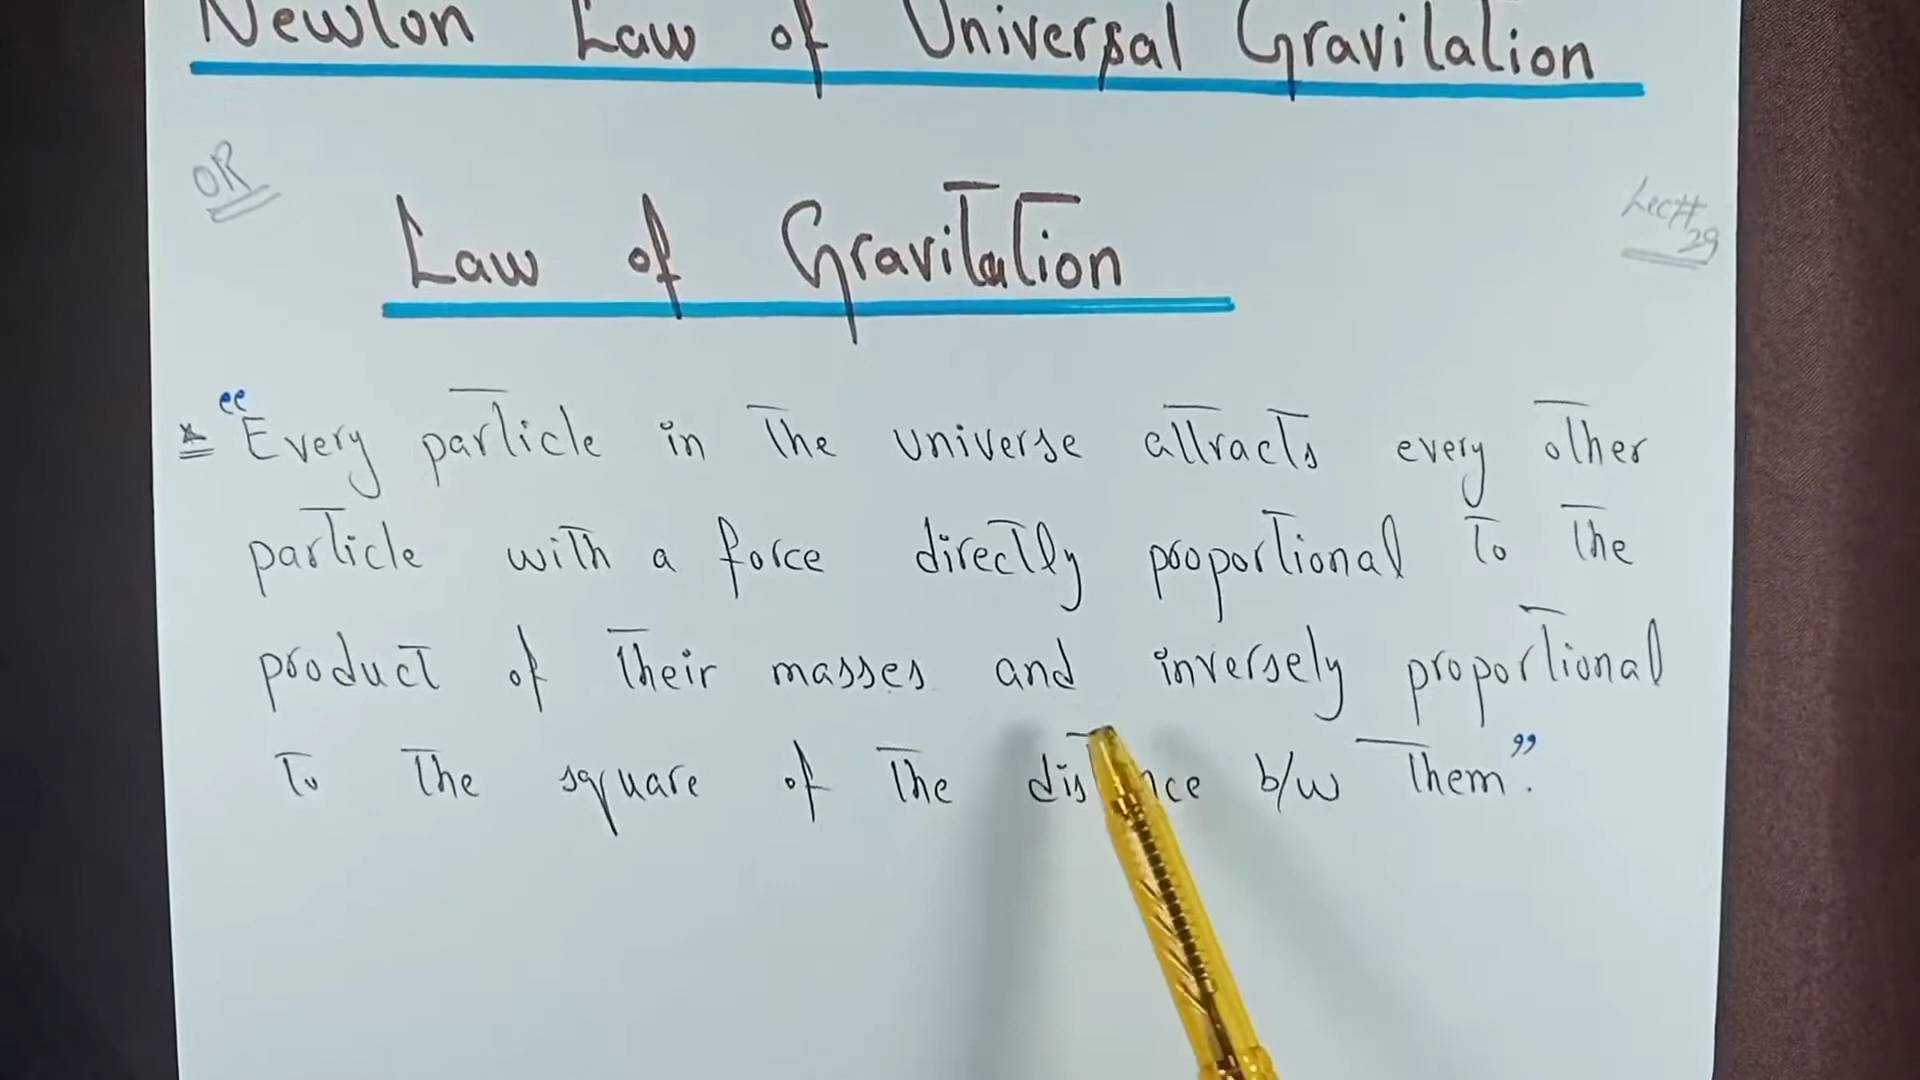 Newton Law of Universal Gravitation
OR
Lec# 29
Law of Gravitation
* "Every particle in the universe attracts every other
particle with a force directly proportional to the
product of their masses and inversely proportional
to the square of the distance b/w them".